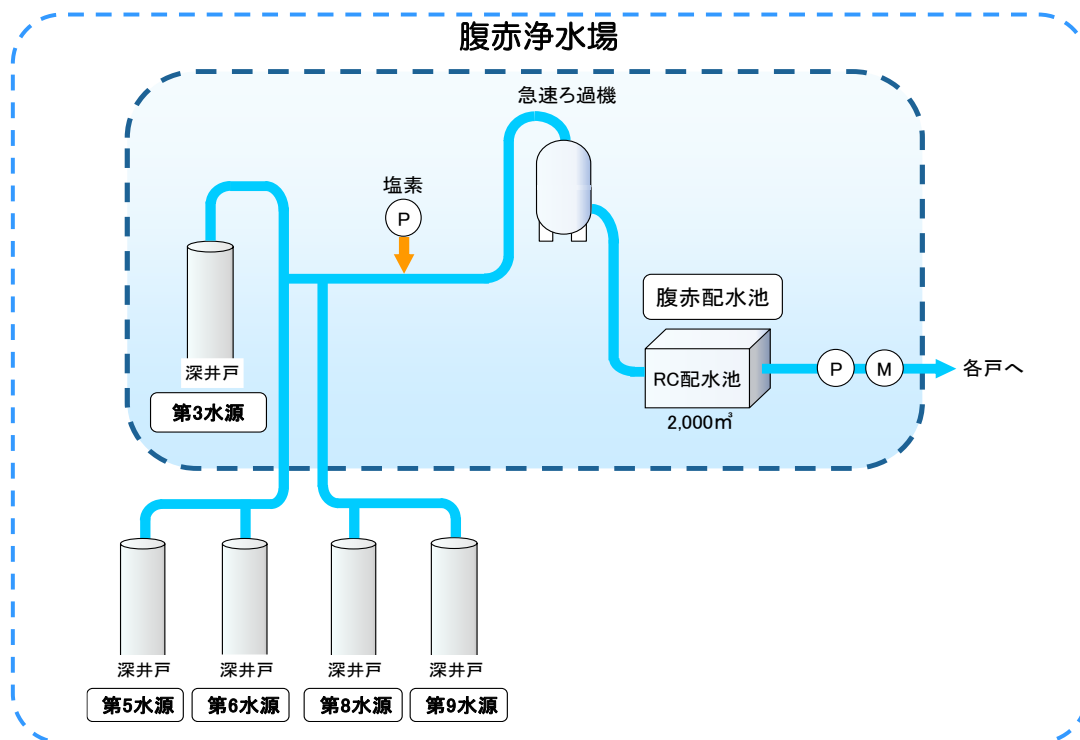 腹赤浄水場
急速ろ過機
塩素
P
腹赤配水池
深井戸
第3水源
RC配水池
P
M
各戸へ
2,000㎥
深井戸
深井戸
深井戸
深井戸
第5水源
第6水源
第8水源
第9水源